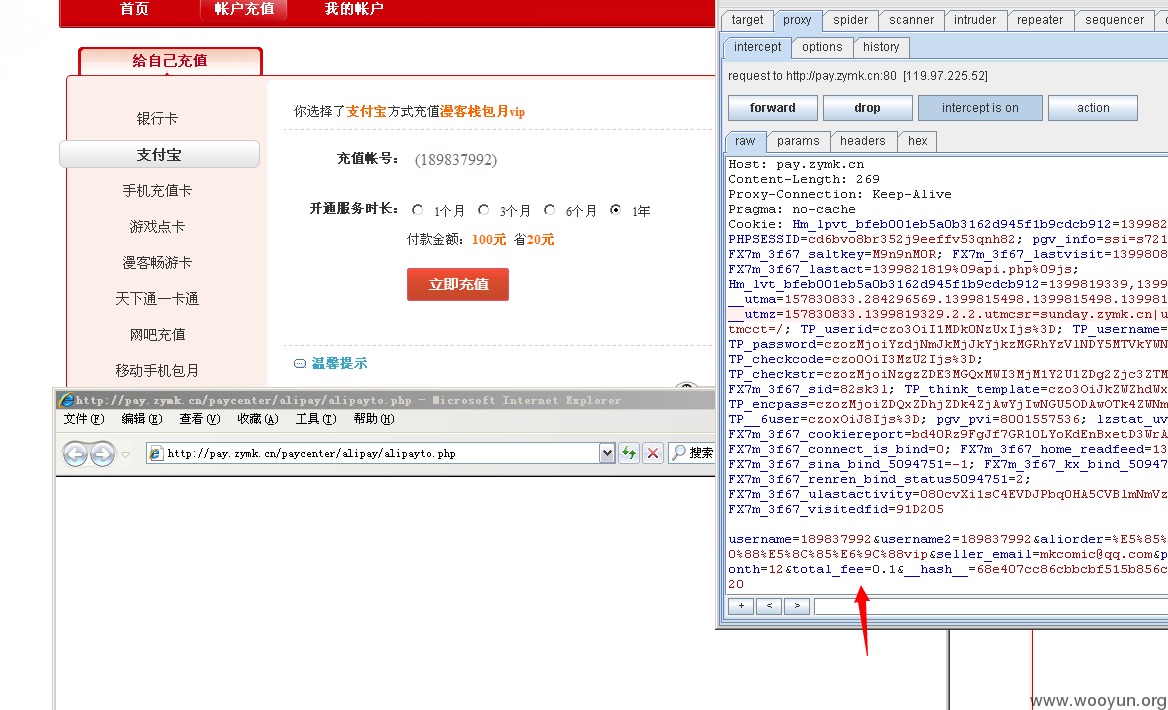 首页 帐户充值 我的帐户
给自己充值
银行卡
支付宝
手机充值卡
游戏点卡
漫客畅游卡
天下通一卡通
网吧充值
移动手机包月
你选择了支付宝方式充值漫客栈包月vip
充值帐号： (189837992)
开通服务时长： 1个月 3个月 6个月 1年
付款金额：100元 省20元
立即充值
温馨提示
http://pay.zymk.cn/paycenter/alipay/alipayto.php - Microsoft Internet Explorer
文件(F) 编辑(E) 查看(V) 收藏(A) 工具(T) 帮助(H)
http://pay.zymk.cn/paycenter/alipay/alipayto.php 搜索
target proxy spider scanner intruder repeater sequencer
intercept options history
request to http://pay.zymk.cn:80 [119.97.225.52]
forward drop intercept is on action
raw params headers hex
Host: pay.zymk.cn
Content-Length: 269
Proxy-Connection: Keep-Alive
Pragma: no-cache
Cookie: Hm_lpvt_bfeb001eb5a0b3162d945f1b9cdcb912=139982
PHPSESSID=cd6bvo8br352j9eeffv53qnh82; pgv_info=ssi=s721
FX7m_3f67_saltkey=M9n9nMOR; FX7m_3f67_lastvisit=1399808
FX7m_3f67_lastact=1399821819%09api.php%09js;
Hm_lvt_bfeb001eb5a0b3162d945f1b9cdcb912=1399819339,1399
__utma=157830833.284296569.1399815498.1399815498.139981
__utmz=157830833.1399819329.2.2.utmcsr=sunday.zymk.cn|u
tmcct=/; TP_userid=czo3OiI1MDk0NzUxIjs%3D; TP_username=
TP_password=czozMjoiYzdjNmJkMjJkYjkzMGRhYzVlNDY5MTVkYWN
TP_checkcode=czo0OiI3MzU2Ijs%3D;
TP_checkstr=czozMjoiNzgzZDE3MGQxMWI3MjM1Y2U1ZDg2Zjc3ZTM
FX7m_3f67_sid=82sk3l; TP_think_template=czo3OiJkZWZhdWx
TP_encpass=czozMjoiZDQxZDhjZDk4ZjAwYjIwNGU5ODAwOTk4ZWNm
TP__6user=czoxOiJ8Ijs%3D; pgv_pvi=8001557536; lzstat_uv
FX7m_3f67_cookiereport=bd4ORz9FgJf7GR1OLYoKdEnBxetD3WrA
FX7m_3f67_connect_is_bind=0; FX7m_3f67_home_readfeed=13
FX7m_3f67_sina_bind_5094751=-1; FX7m_3f67_kx_bind_50947
FX7m_3f67_renren_bind_status5094751=2;
FX7m_3f67_ulastactivity=080cvXi1sC4EVDJPbq0HA5CVBlmNmVz
FX7m_3f67_visitedfid=91D205
username=189837992&username2=189837992&aliorder=%E5%85%
0%88%E5%8C%85%E6%9C%88vip&seller_email=mkcomic@qq.com&p
onth=12&total_fee=0.1&__hash__=68e407cc86cbbcbf515b856c
20
+ < >
www.wooyun.org